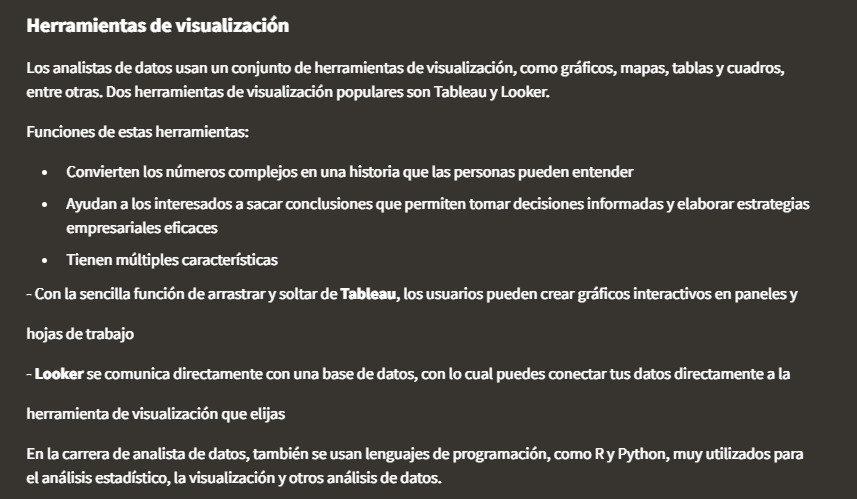 Herramientas de visualización
Los analistas de datos usan un conjunto de herramientas de visualización, como gráficos, mapas, tablas y cuadros,
entre otras. Dos herramientas de visualización populares son Tableau y Looker.
Funciones de estas herramientas:
• Convierten los números complejos en una historia que las personas pueden entender
• Ayudan a los interesados a sacar conclusiones que permiten tomar decisiones informadas y elaborar estrategias
empresariales eficaces
• Tienen múltiples características
- Con la sencilla función de arrastrar y soltar de Tableau, los usuarios pueden crear gráficos interactivos en paneles y
hojas de trabajo
- Looker se comunica directamente con una base de datos, con lo cual puedes conectar tus datos directamente a la
herramienta de visualización que elijas
En la carrera de analista de datos, también se usan lenguajes de programación, como R y Python, muy utilizados para
el análisis estadístico, la visualización y otros análisis de datos.